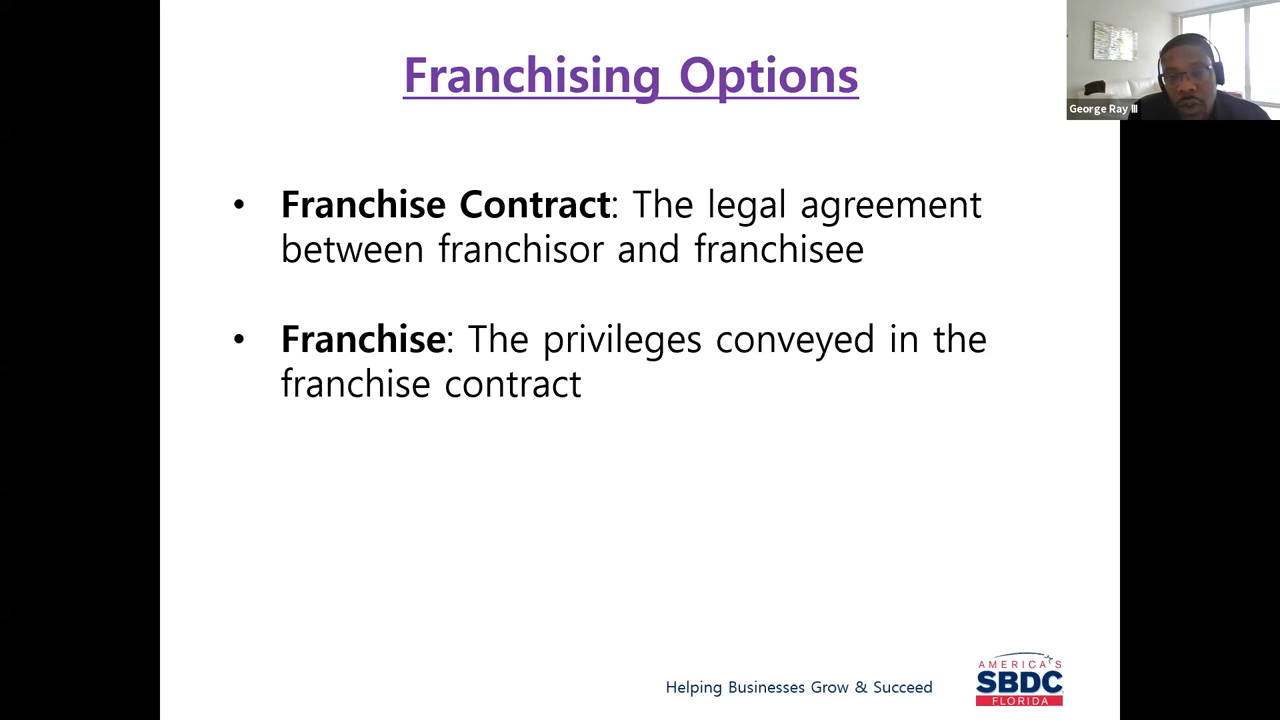 Franchising Options
George Ray III
• Franchise Contract: The legal agreement
between franchisor and franchisee
• Franchise: The privileges conveyed in the
franchise contract
Helping Businesses Grow & Succeed
AMERICA'S
SBDC
FLORIDA